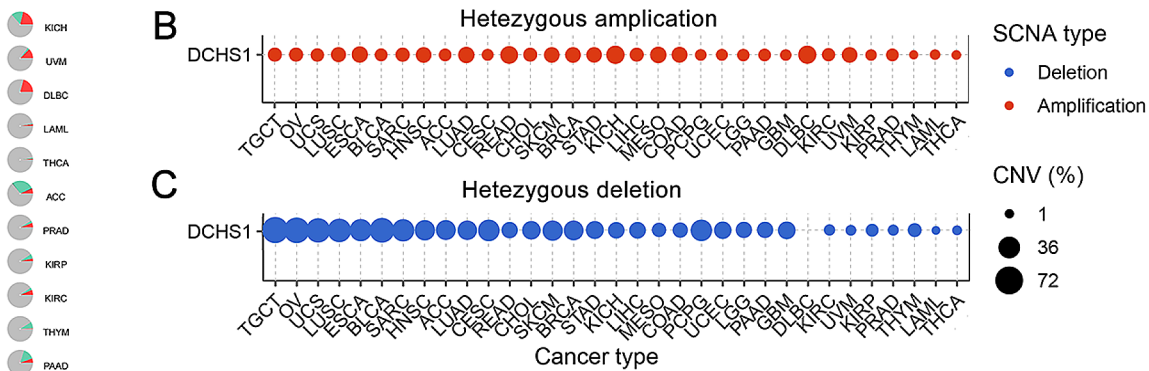 KICH
UVM
DLBC
LAML
THCA
ACC
PRAD
KIRP
KIRC
THYM
PAAD
B
Hetezygous amplication
DCHS1
TGCT OV UCS LUSC ESCA BLCA SARC HNSC ACC LUAD CESC READ CHOL SKCM BRCA STAD KICH LIHC MESO COAD PCPG UCEC LGG PAAD GBM DLBC KIRC UVM KIRP PRAD THYM LAML THCA
C
Hetezygous deletion
DCHS1
TGCT OV UCS LUSC ESCA BLCA SARC HNSC ACC LUAD CESC READ CHOL SKCM BRCA STAD KICH LIHC MESO COAD PCPG UCEC LGG PAAD GBM DLBC KIRC UVM KIRP PRAD THYM LAML THCA
Cancer type
SCNA type
Deletion
Amplification
CNV (%)
1
36
72